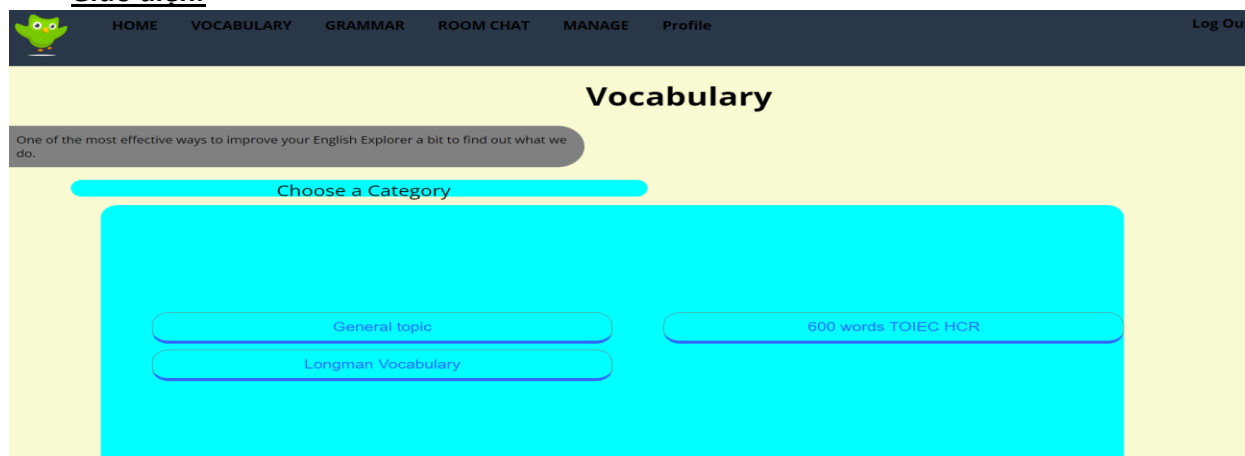 Giao diện:
HOME VOCABULARY GRAMMAR ROOM CHAT MANAGE Profile Log Ou
Vocabulary
One of the most effective ways to improve your English Explorer a bit to find out what we
do.
Choose a Category
General topic 600 words TOIEC HCR
Longman Vocabulary